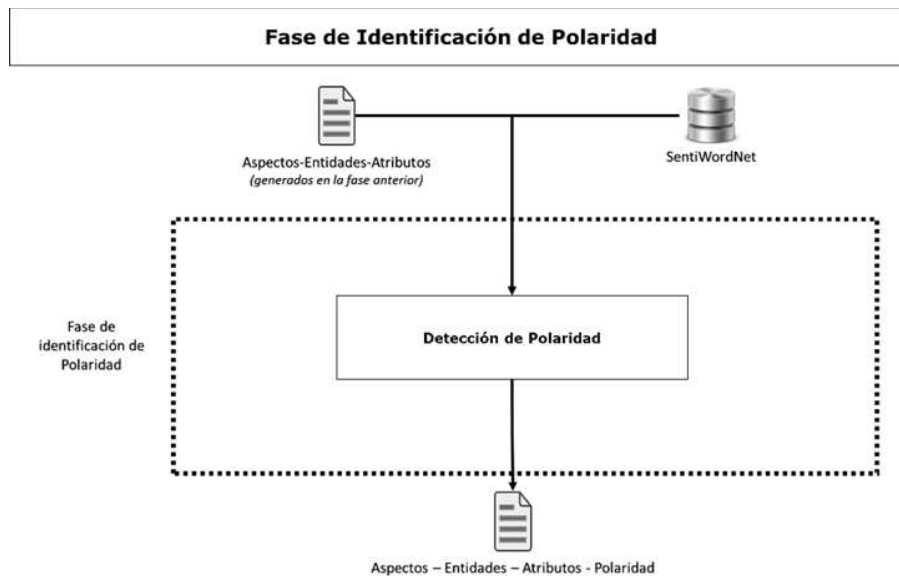 Fase de Identificación de Polaridad
Aspectos-Entidades-Atributos
(generados en la fase anterior)
SentiWordNet
Fase de
identificación de
Polaridad
Detección de Polaridad
Aspectos – Entidades – Atributos - Polaridad